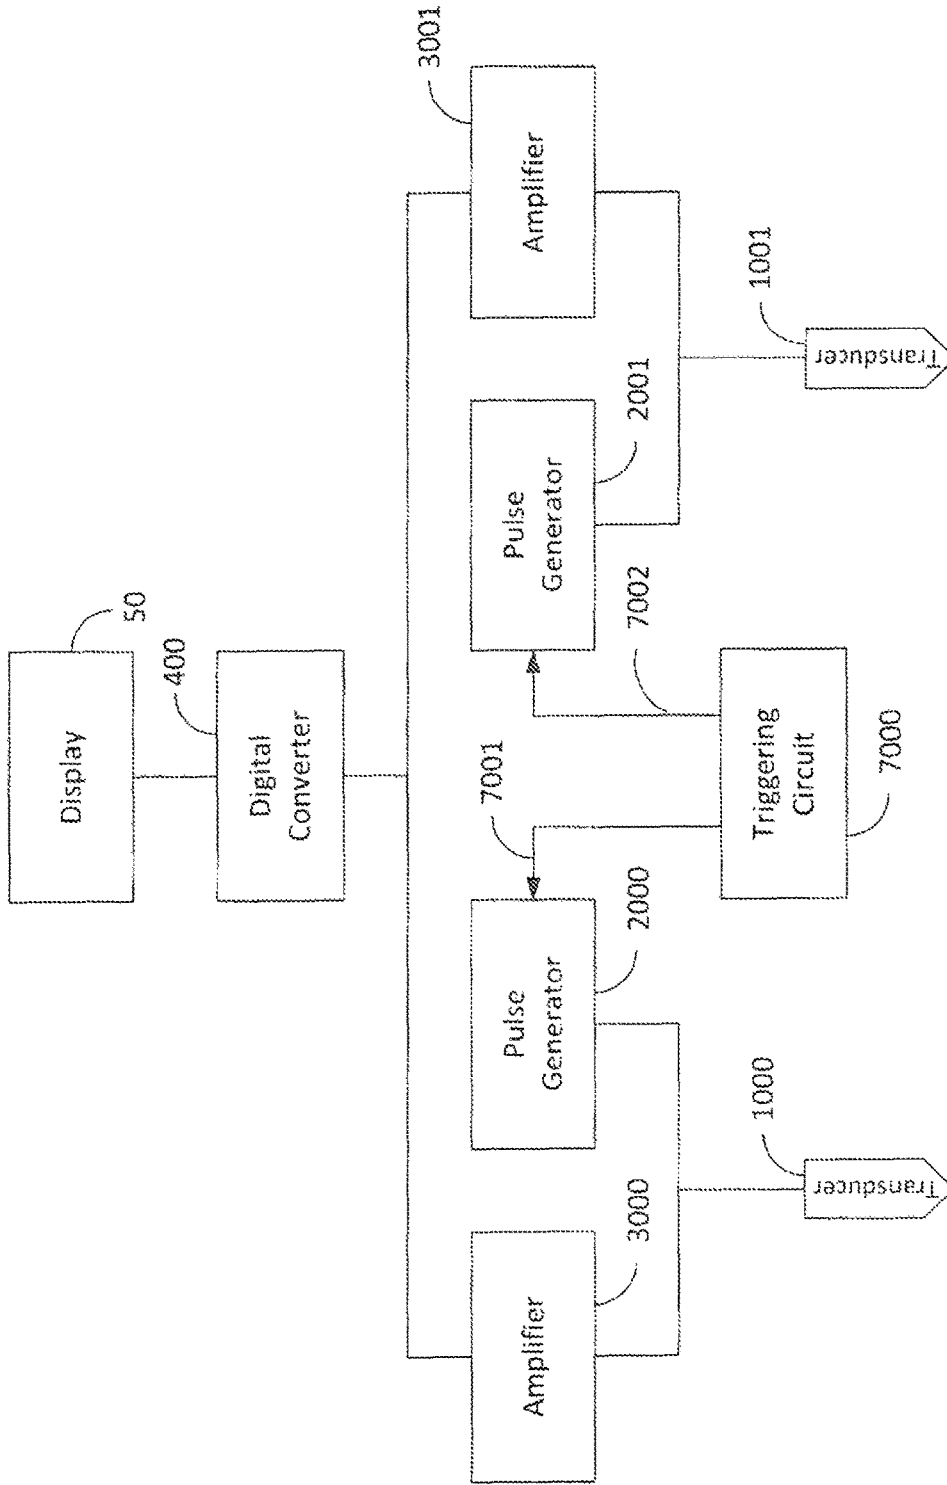 Display
50
400
Digital
Converter
3001
Amplifier
Pulse
Generator
2001
7002
7001
Pulse
Generator
2000
Amplifier
3000
Triggering
Circuit
7000
1001
Transducer
1000
Transducer